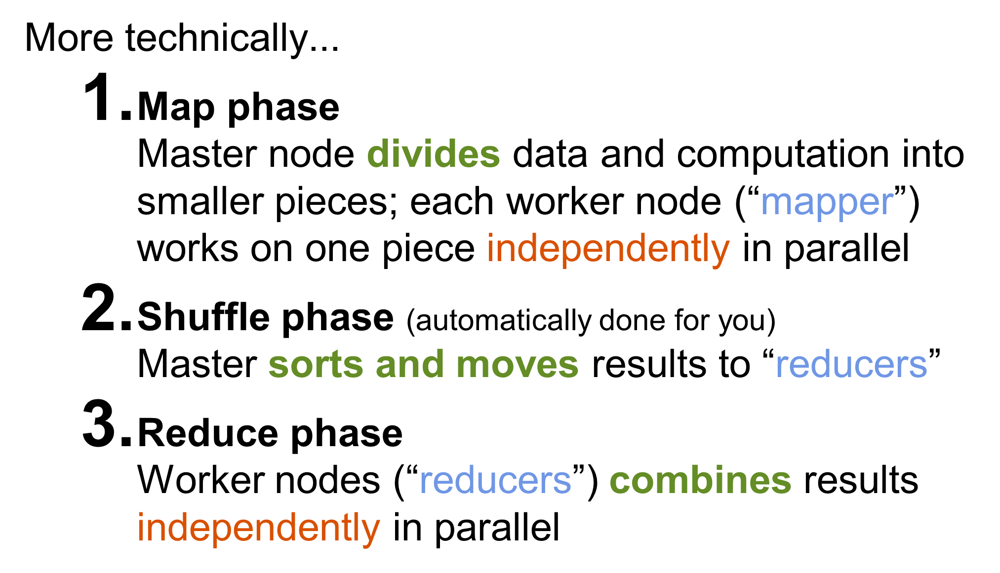 More technically...
1. Map phase
Master node divides data and computation into
smaller pieces; each worker node (“mapper”)
works on one piece independently in parallel
2. Shuffle phase (automatically done for you)
Master sorts and moves results to “reducers”
3. Reduce phase
Worker nodes (“reducers”) combines results
independently in parallel